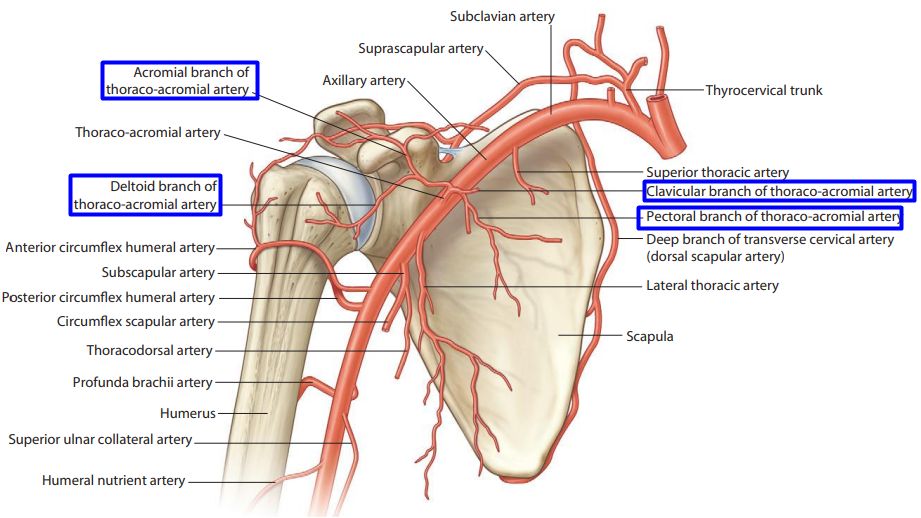 Subclavian artery
Suprascapular artery
Axillary artery
Acromial branch of
thoraco-acromial artery
Thoraco-acromial artery
Deltoid branch of
thoraco-acromial artery
Anterior circumflex humeral artery
Subscapular artery
Posterior circumflex humeral artery
Circumflex scapular artery
Thoracodorsal artery
Profunda brachii artery
Humerus
Superior ulnar collateral artery
Humeral nutrient artery
Thyrocervical trunk
Superior thoracic artery
Clavicular branch of thoraco-acromial artery
Pectoral branch of thoraco-acromial artery
Deep branch of transverse cervical artery
(dorsal scapular artery)
Lateral thoracic artery
Scapula